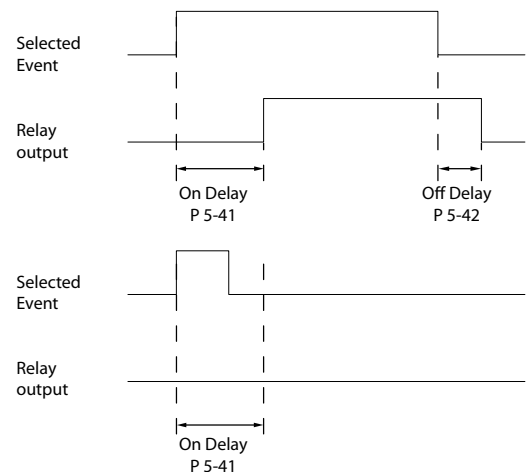 Selected
Event
Relay
output
On Delay
P 5-41
Off Delay
P 5-42
Selected
Event
Relay
output
On Delay
P 5-41